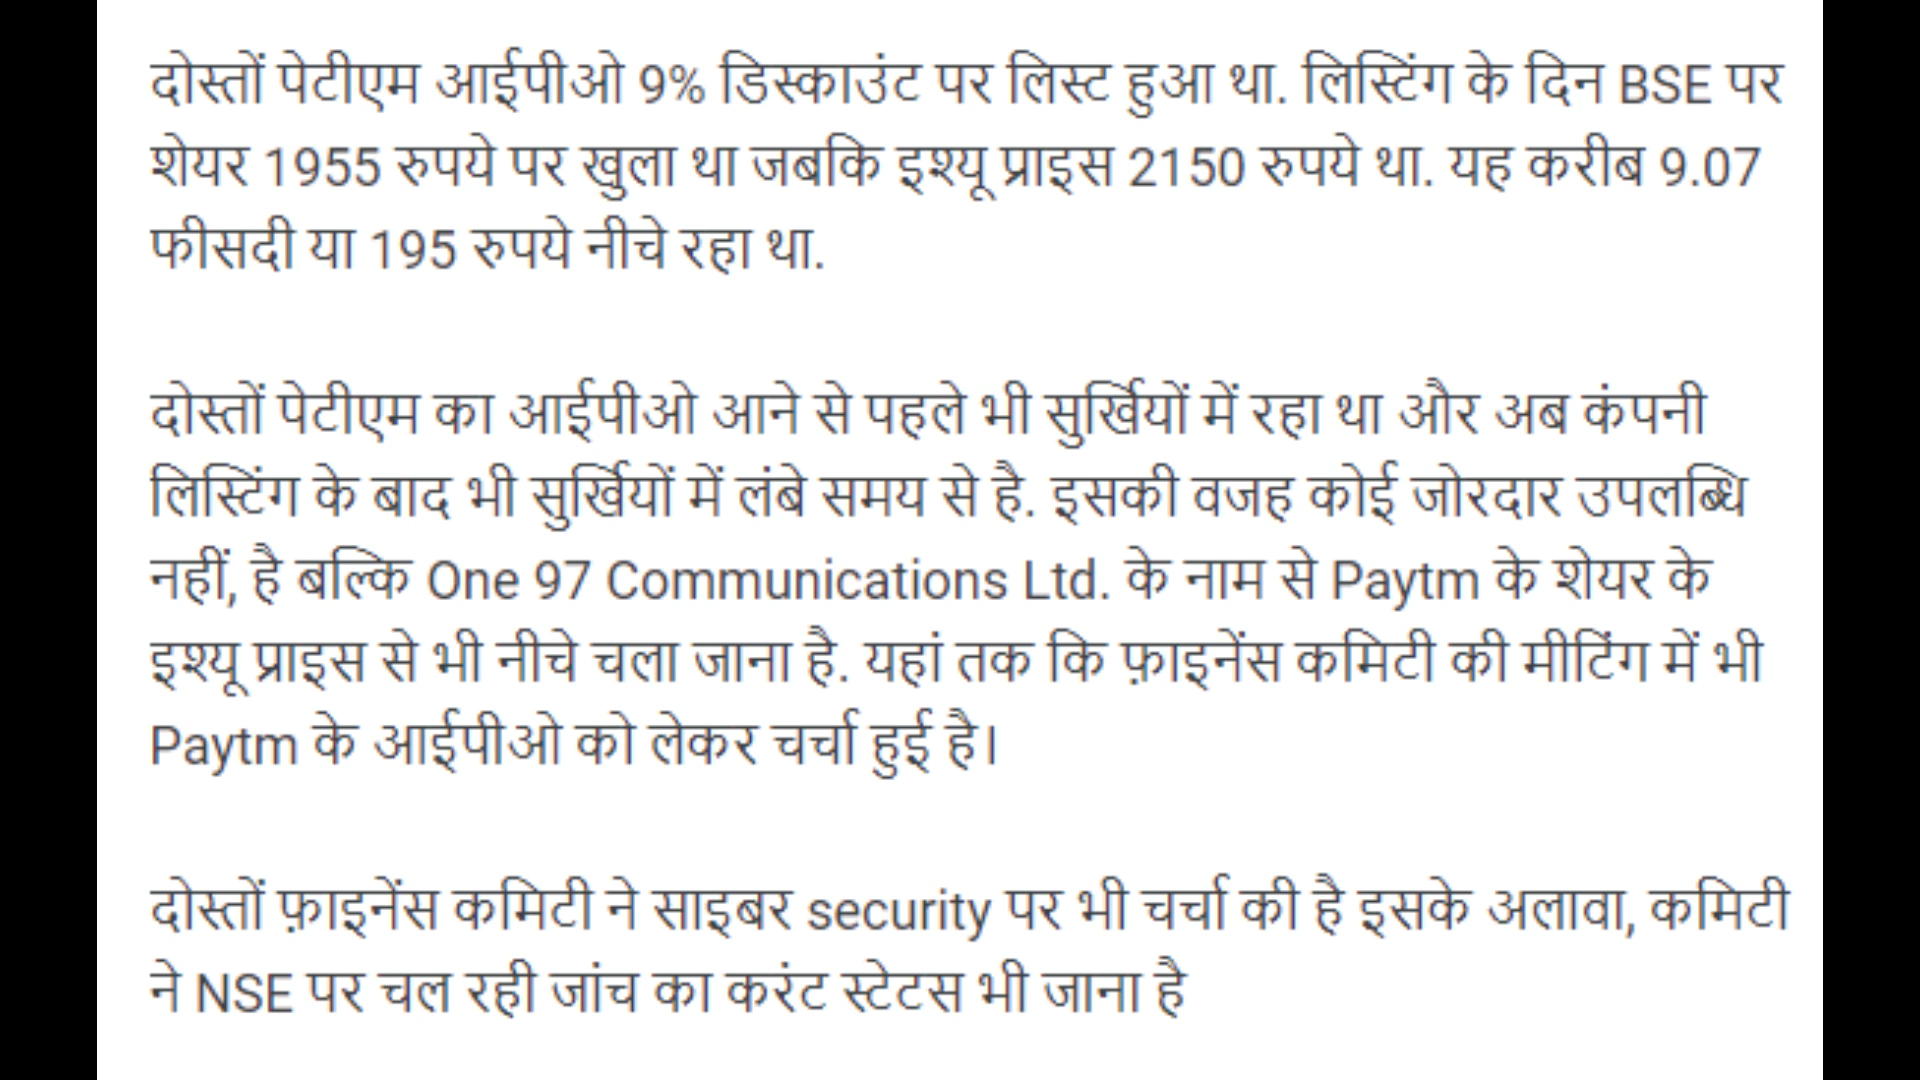 दोस्तों पेटीएम आईपीओ 9% डिस्काउंट पर लिस्ट हुआ था. लिस्टिंग के दिन BSE पर
शेयर 1955 रुपये पर खुला था जबकि इश्यू प्राइस 2150 रुपये था. यह करीब 9.07
फीसदी या 195 रुपये नीचे रहा था.
दोस्तों पेटीएम का आईपीओ आने से पहले भी सुर्खियों में रहा था और अब कंपनी
लिस्टिंग के बाद भी सुर्खियों में लंबे समय से है. इसकी वजह कोई जोरदार उपलब्धि
नहीं, है बल्कि One 97 Communications Ltd. के नाम से Paytm के शेयर के
इश्यू प्राइस से भी नीचे चला जाना है. यहां तक कि फ़ाइनेंस कमिटी की मीटिंग में भी
Paytm के आईपीओ को लेकर चर्चा हुई है।
दोस्तों फ़ाइनेंस कमिटी ने साइबर security पर भी चर्चा की है इसके अलावा, कमिटी
ने NSE पर चल रही जांच का करंट स्टेटस भी जाना है